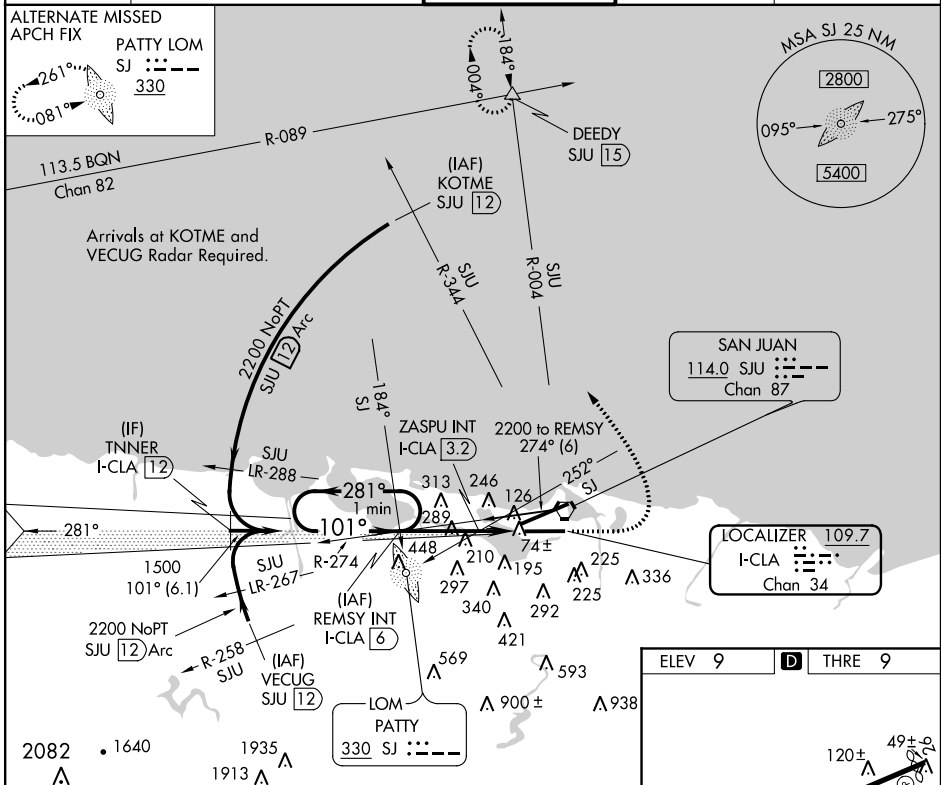 ALTERNATE MISSED
APCH FIX
PATTY LOM
SJ
330
261°
081°
184°
004°
MSA SJ 25 NM
2800
095°
275°
5400
DEEDY
SJU 15
R-089
113.5 BQN
Chan 82
(IAF)
KOTME
SJU 12
Arrivals at KOTME and
VECUG Radar Required.
SJU
R-344
SJU
R-004
2200 NoPT
SJU 12 Arc
184°
SJ
SAN JUAN
114.0 SJU
Chan 87
(IF)
TNNER
I-CLA 12
SJU
LR-288
ZASPU INT
I-CLA 3.2
2200 to REMSY
274° (6)
252°
SJ
281°
1 min
101°
313
246
126
289
281°
448
210
74±
195
LOCALIZER 109.7
I-CLA
Chan 34
1500
101° (6.1)
SJU
LR-267
R-274
297
340
292
225
225
336
421
(IAF)
REMSY INT
I-CLA 6
2200 NoPT
SJU 12 Arc
R-258
SJU
(IAF)
VECUG
SJU 12
569
593
900±
938
LOM
PATTY
330 SJ
ELEV 9
D
THRE 9
2082
1640
1935
1913
120±
49±
26